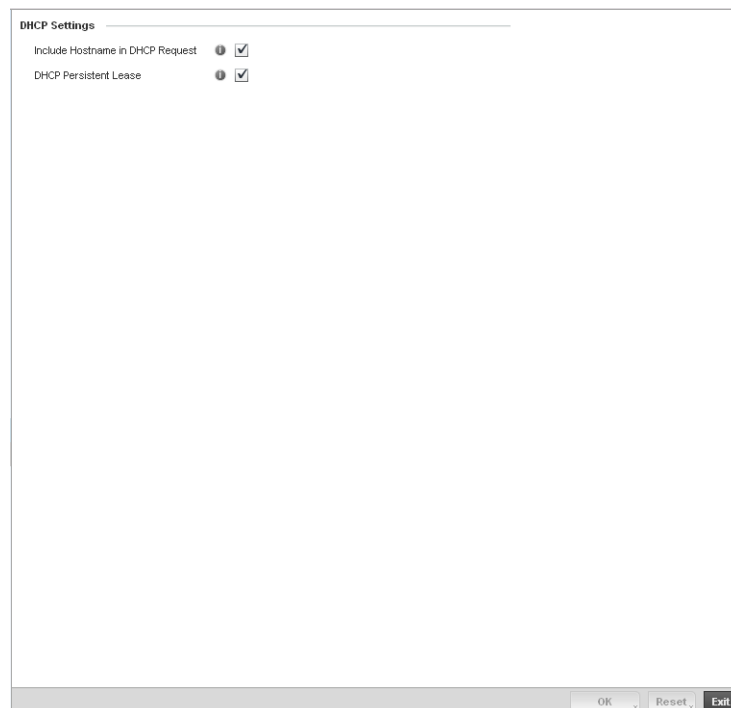 DHCP Settings
Include Hostname in DHCP Request
DHCP Persistent Lease
OK Reset Exit